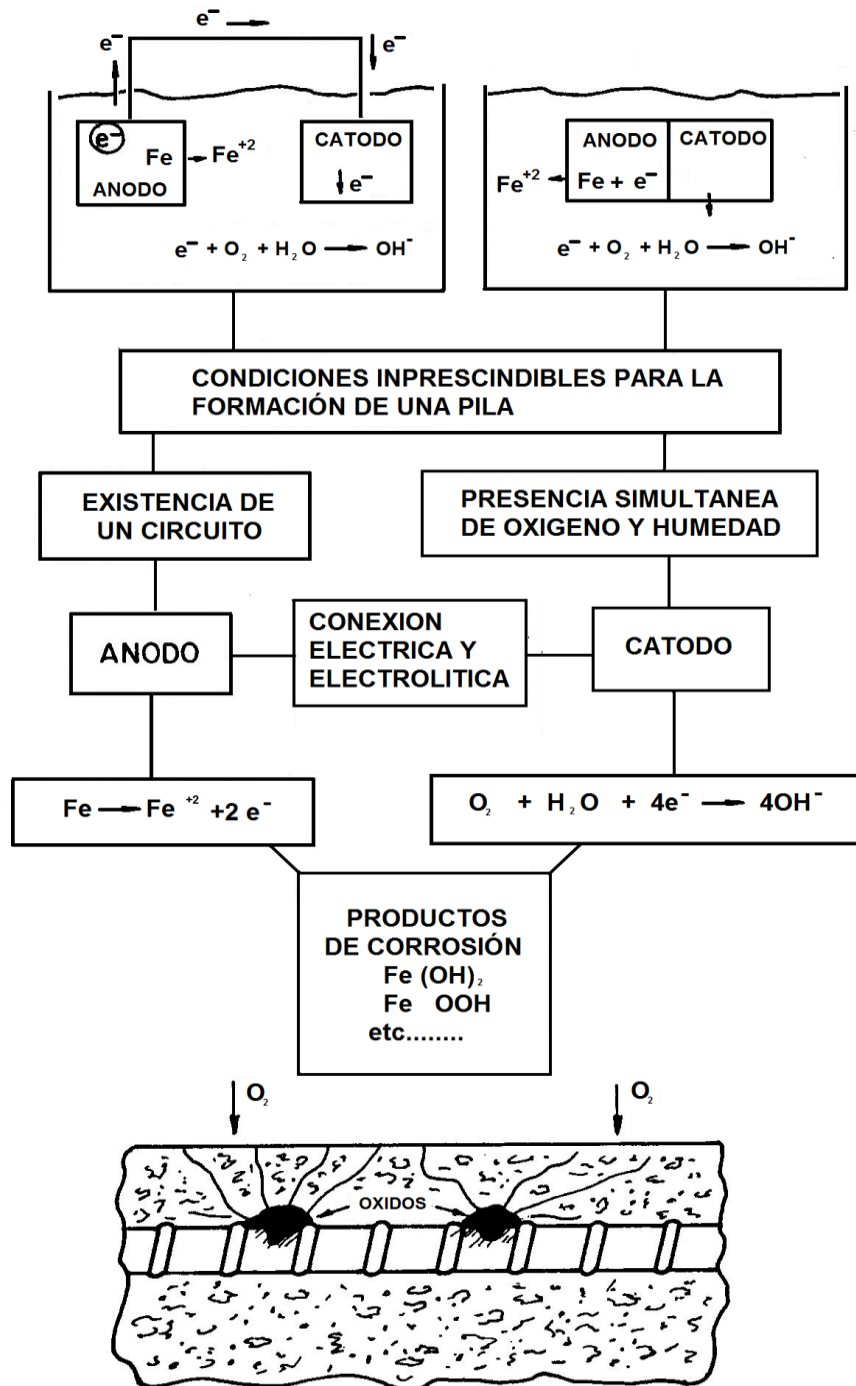 e⁻ →
e⁻
e⁻
e⁻
Fe → Fe⁺²
ANODO
CATODO
e⁻
e⁻ + O₂ + H₂O → OH⁻
ANODO
CATODO
Fe⁺²
Fe + e⁻
e⁻ + O₂ + H₂O → OH⁻
CONDICIONES INPRESCINDIBLES PARA LA
FORMACIÓN DE UNA PILA
EXISTENCIA DE
UN CIRCUITO
PRESENCIA SIMULTANEA
DE OXIGENO Y HUMEDAD
ANODO
CONEXION
ELECTRICA Y
ELECTROLITICA
CATODO
Fe → Fe⁺² +2 e⁻
O₂ + H₂O + 4e⁻ → 4OH⁻
PRODUCTOS
DE CORROSIÓN
Fe (OH)₂
Fe OOH
etc........
O₂
O₂
OXIDOS